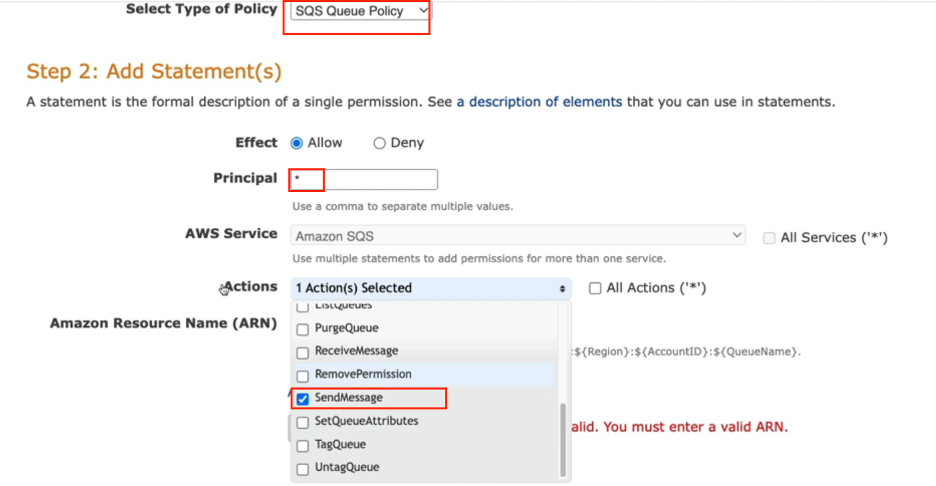 Select Type of Policy SQS Queue Policy
Step 2: Add Statement(s)
A statement is the formal description of a single permission. See a description of elements that you can use in statements.
Effect Allow Deny
Principal *
Use a comma to separate multiple values.
AWS Service Amazon SQS All Services ('*')
Use multiple statements to add permissions for more than one service.
Actions 1 Action(s) Selected All Actions ('*')
ListQueues
Amazon Resource Name (ARN)
PurgeQueue
ReceiveMessage :${Region}:${AccountID}:${QueueName}.
RemovePermission
SendMessage
SetQueueAttributes alid. You must enter a valid ARN.
TagQueue
UntagQueue